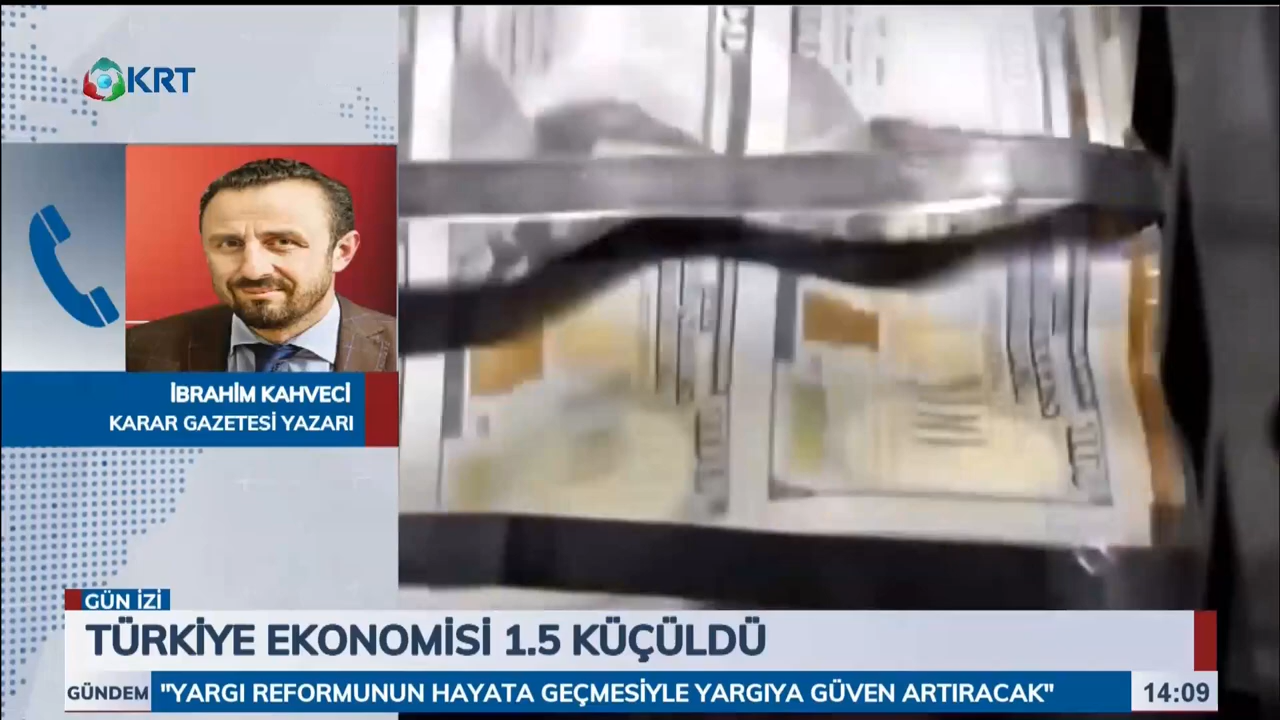 KRT
İBRAHİM KAHVECİ
KARAR GAZETESİ YAZARI
GÜN İZİ
TÜRKİYE EKONOMİSİ 1.5 KÜÇÜLDÜ
GÜNDEM "YARGI REFORMUNUN HAYATA GEÇMESİYLE YARGIYA GÜVEN ARTIRACAK" 14:09